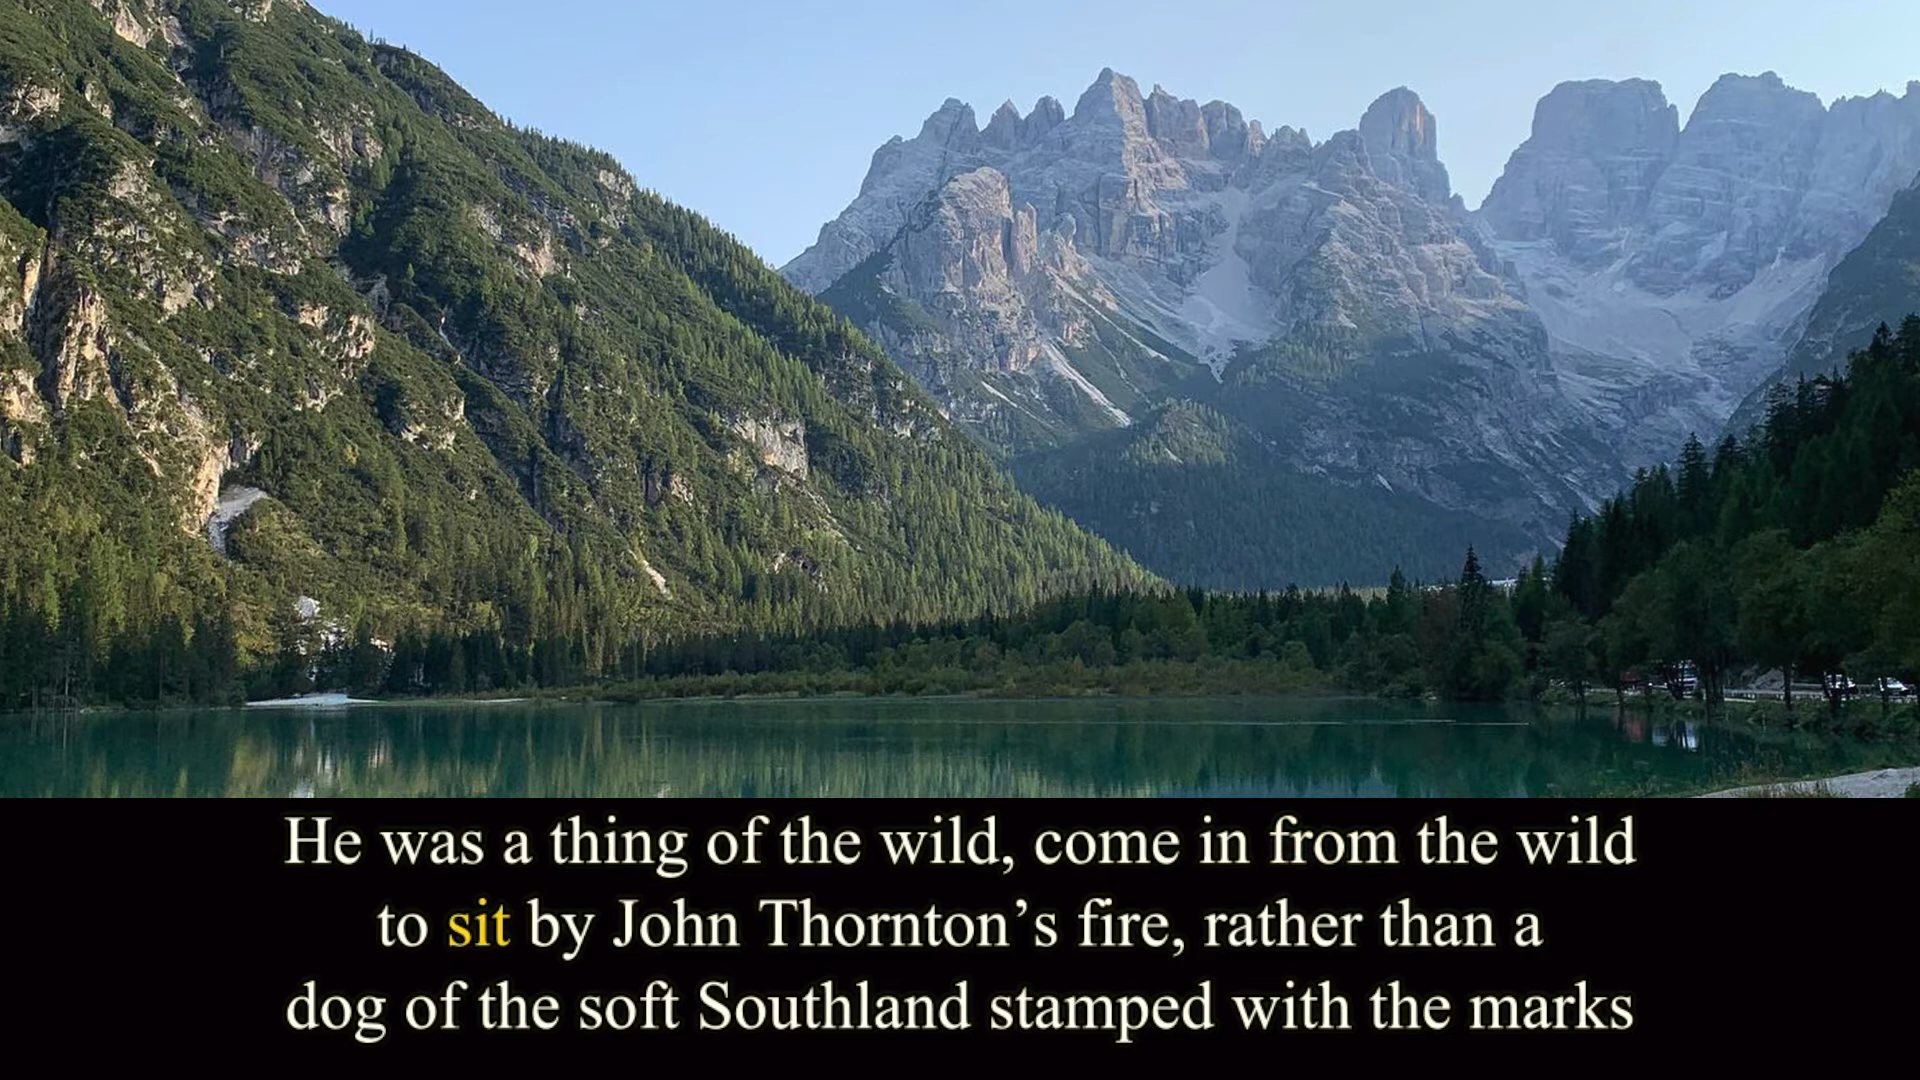 He was a thing of the wild, come in from the wild
to sit by John Thornton’s fire, rather than a
dog of the soft Southland stamped with the marks